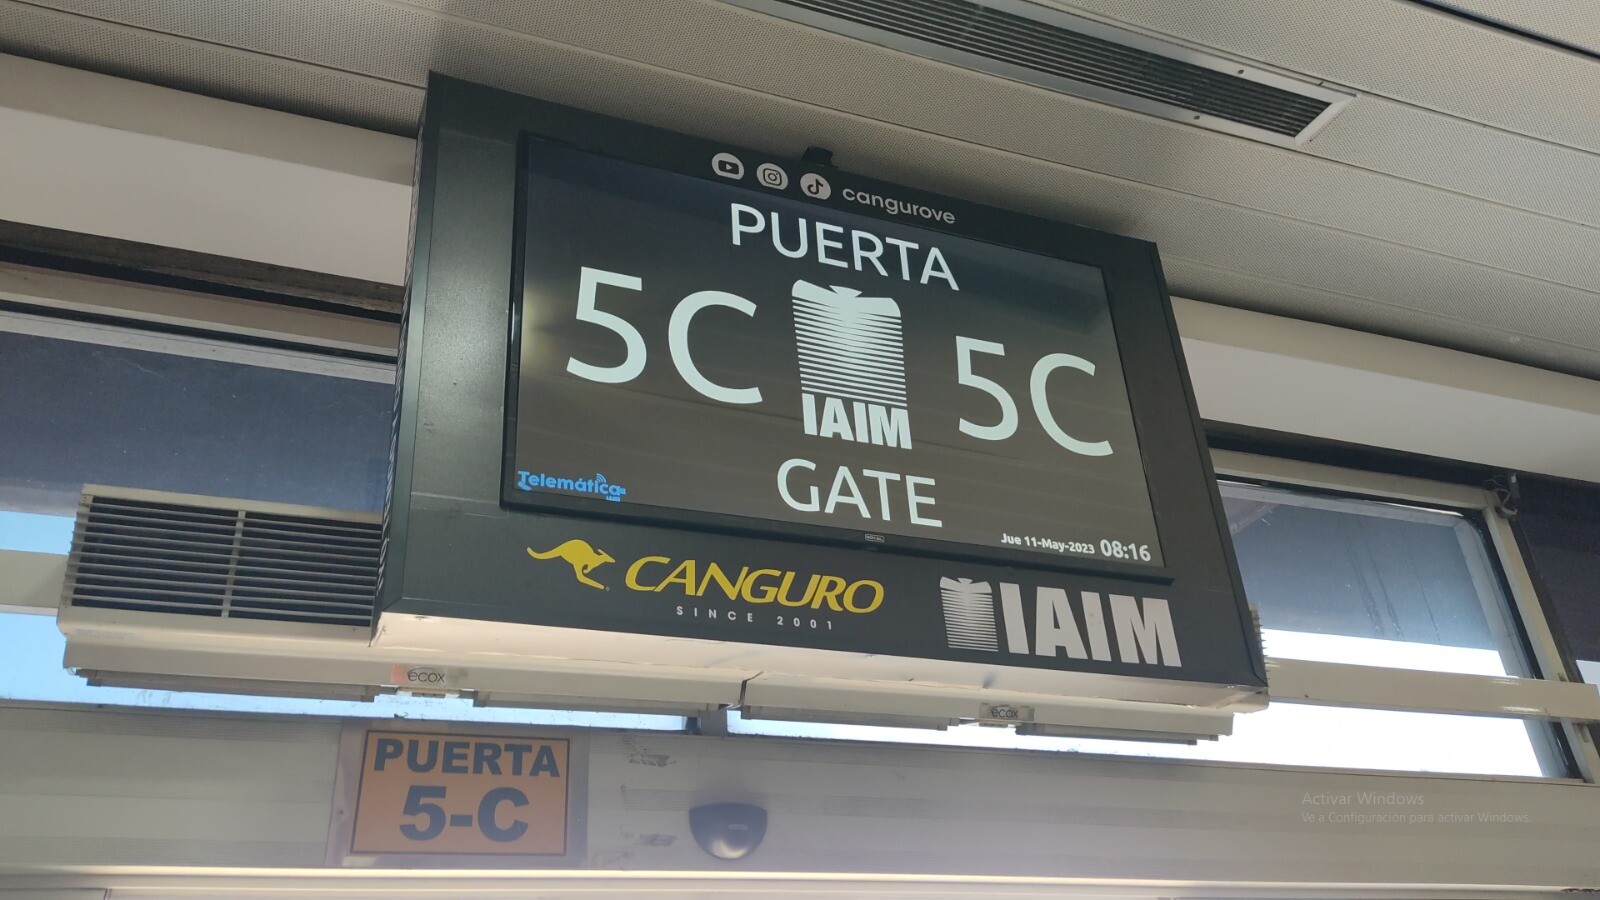 cangurove
PUERTA
5C 5C
IAIM
GATE
Telemática
Jue 11-May-2023 08:16
CANGURO
SINCE 2001
IAIM
ecox
ecox
PUERTA
5-C
Activar Windows
Ve a Configuración para activar Windows.